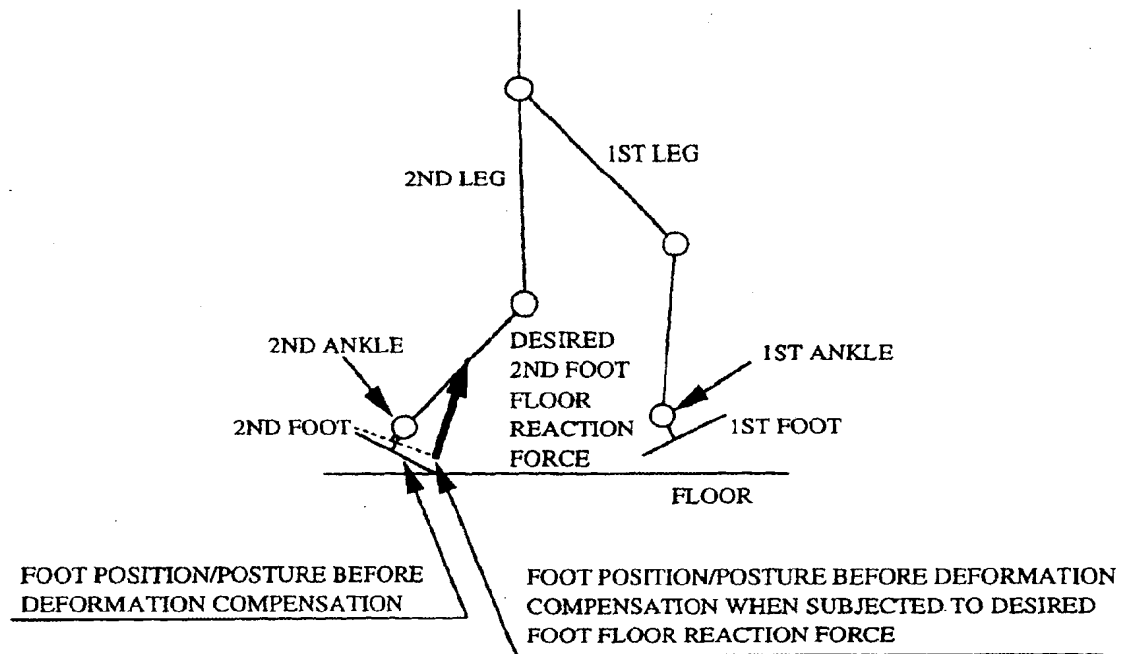 1ST LEG
2ND LEG
2ND ANKLE
DESIRED
2ND FOOT
FLOOR
REACTION
FORCE
1ST ANKLE
2ND FOOT
1ST FOOT
FLOOR
FOOT POSITION/POSTURE BEFORE
DEFORMATION COMPENSATION
FOOT POSITION/POSTURE BEFORE DEFORMATION
COMPENSATION WHEN SUBJECTED TO DESIRED
FOOT FLOOR REACTION FORCE